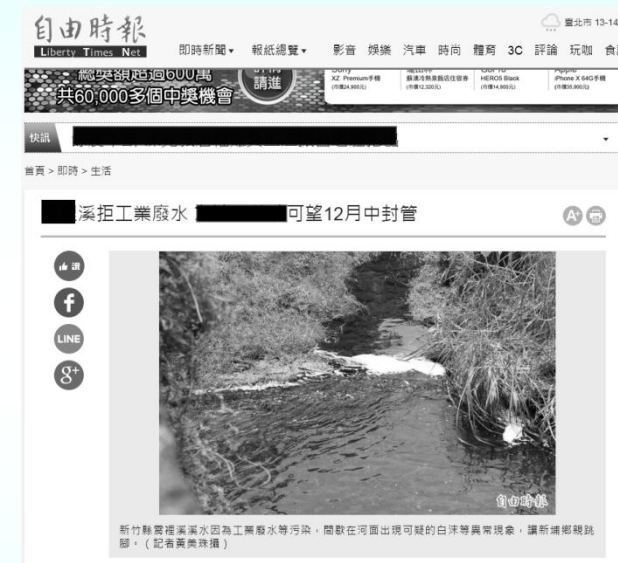 自由時報
臺北市 13-14
Liberty Times Net
即時新聞▾ 報紙總覽▾ 影音 娛樂 汽車 時尚 體育 3C 評論 玩咖
總獎額超過600萬
共60,000多個中獎機會
請進
XZ Premium手機
HERO5 Black
iPhone X 64G手機
快訊
首頁 > 即時 > 生活
溪拒工業廢水 可望12月中封管
A+
讚
f
LINE
g+
自由時報
新竹縣霄裡溪溪水因為工業廢水等污染,間歇在河面出現可疑的白沫等異常現象,讓新埔鄉親跳
腳。(記者黃美珠攝)